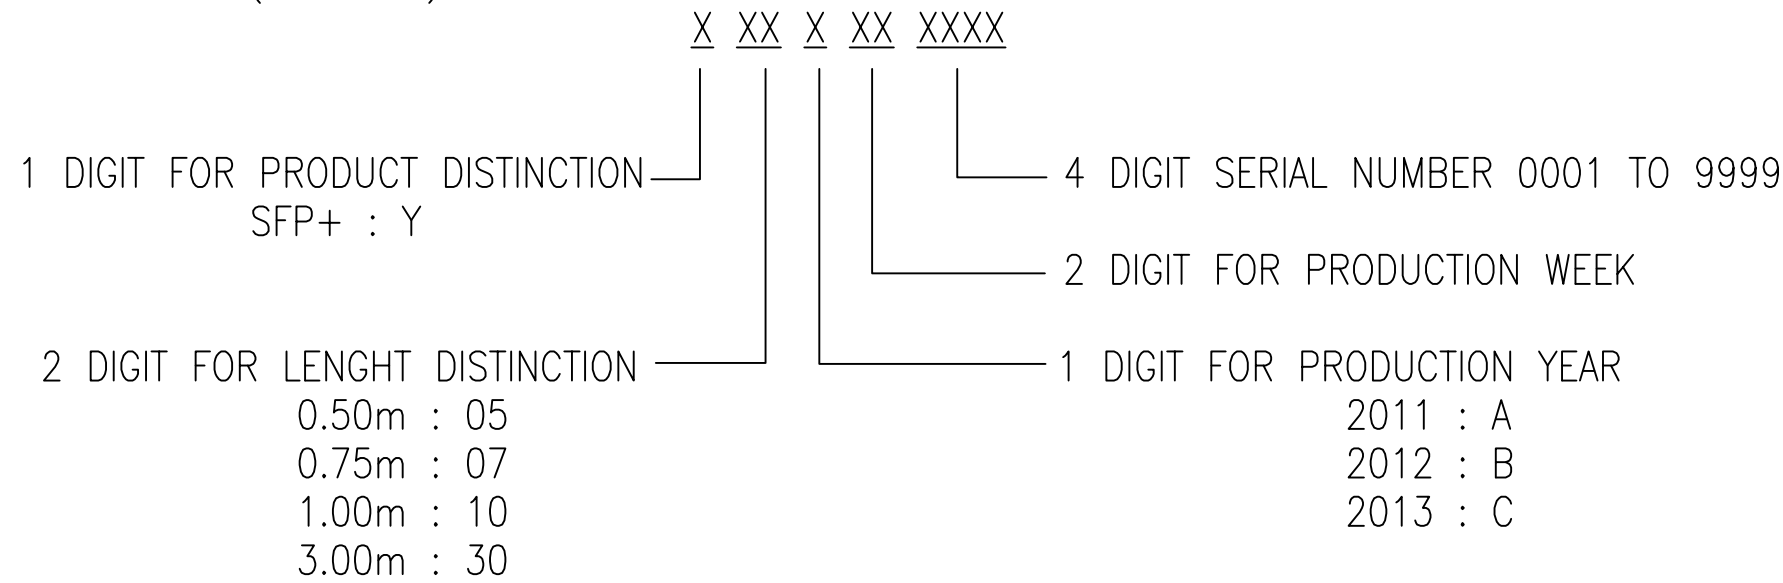 X XX X XX XXXX
1 DIGIT FOR PRODUCT DISTINCTION
SFP+ : Y
4 DIGIT SERIAL NUMBER 0001 TO 9999
2 DIGIT FOR PRODUCTION WEEK
2 DIGIT FOR LENGHT DISTINCTION
0.50m : 05
0.75m : 07
1.00m : 10
3.00m : 30
1 DIGIT FOR PRODUCTION YEAR
2011 : A
2012 : B
2013 : C